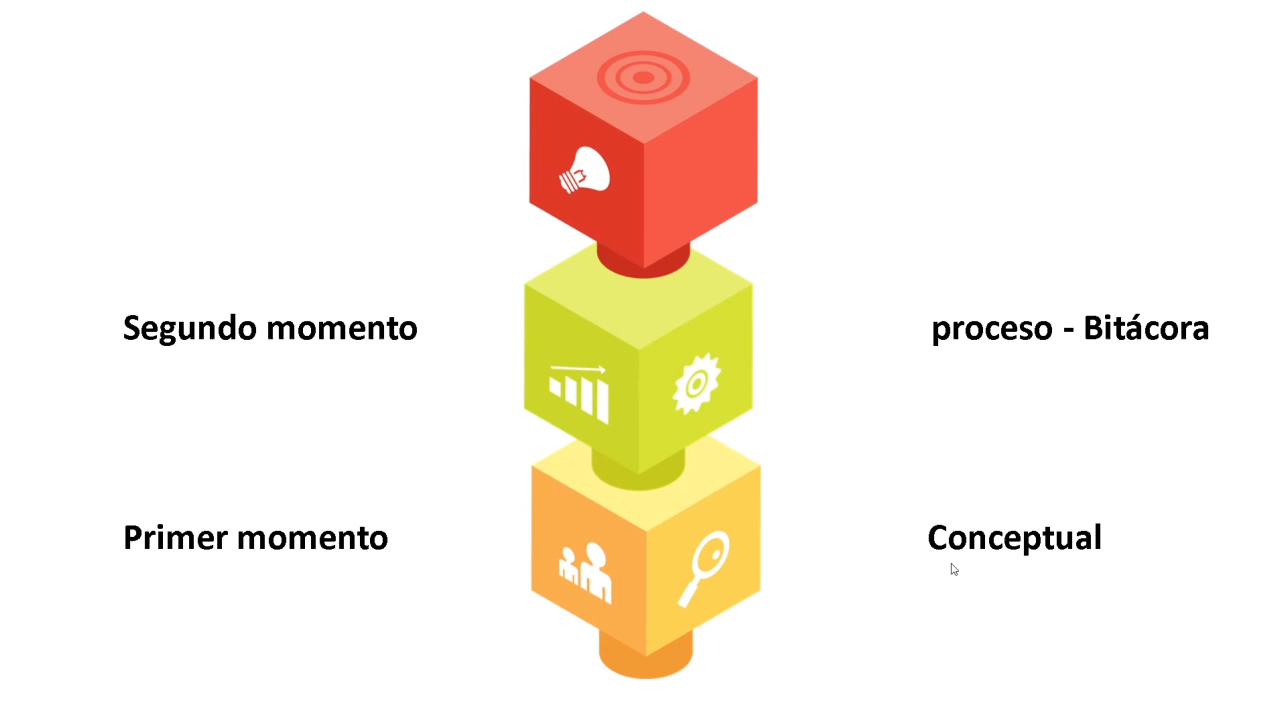 Segundo momento
proceso - Bitácora
Primer momento
Conceptual